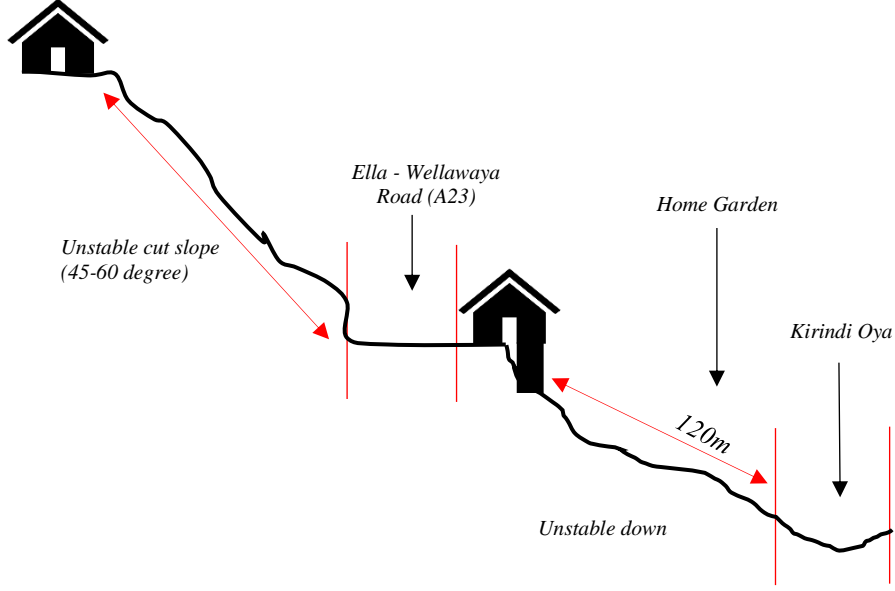 Ella - Wellawaya
Road (A23)
Home Garden
Unstable cut slope
(45-60 degree)
Kirindi Oya
120m
Unstable down